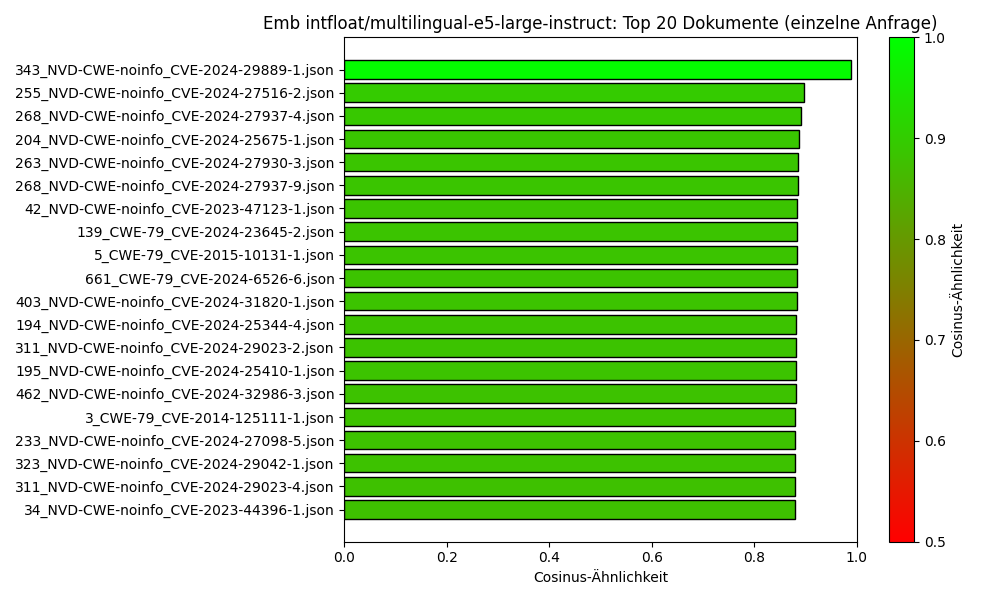 Emb intfloat/multilingual-e5-large-instruct: Top 20 Dokumente (einzelne Anfrage)
343_NVD-CWE-noinfo_CVE-2024-29889-1.json
255_NVD-CWE-noinfo_CVE-2024-27516-2.json
268_NVD-CWE-noinfo_CVE-2024-27937-4.json
204_NVD-CWE-noinfo_CVE-2024-25675-1.json
263_NVD-CWE-noinfo_CVE-2024-27930-3.json
268_NVD-CWE-noinfo_CVE-2024-27937-9.json
42_NVD-CWE-noinfo_CVE-2023-47123-1.json
139_CWE-79_CVE-2024-23645-2.json
5_CWE-79_CVE-2015-10131-1.json
661_CWE-79_CVE-2024-6526-6.json
403_NVD-CWE-noinfo_CVE-2024-31820-1.json
194_NVD-CWE-noinfo_CVE-2024-25344-4.json
311_NVD-CWE-noinfo_CVE-2024-29023-2.json
195_NVD-CWE-noinfo_CVE-2024-25410-1.json
462_NVD-CWE-noinfo_CVE-2024-32986-3.json
3_CWE-79_CVE-2014-125111-1.json
233_NVD-CWE-noinfo_CVE-2024-27098-5.json
323_NVD-CWE-noinfo_CVE-2024-29042-1.json
311_NVD-CWE-noinfo_CVE-2024-29023-4.json
34_NVD-CWE-noinfo_CVE-2023-44396-1.json
0.0 0.2 0.4 0.6 0.8 1.0
Cosinus-Ähnlichkeit
1.0
0.9
0.8
0.7
0.6
0.5
Cosinus-Ähnlichkeit